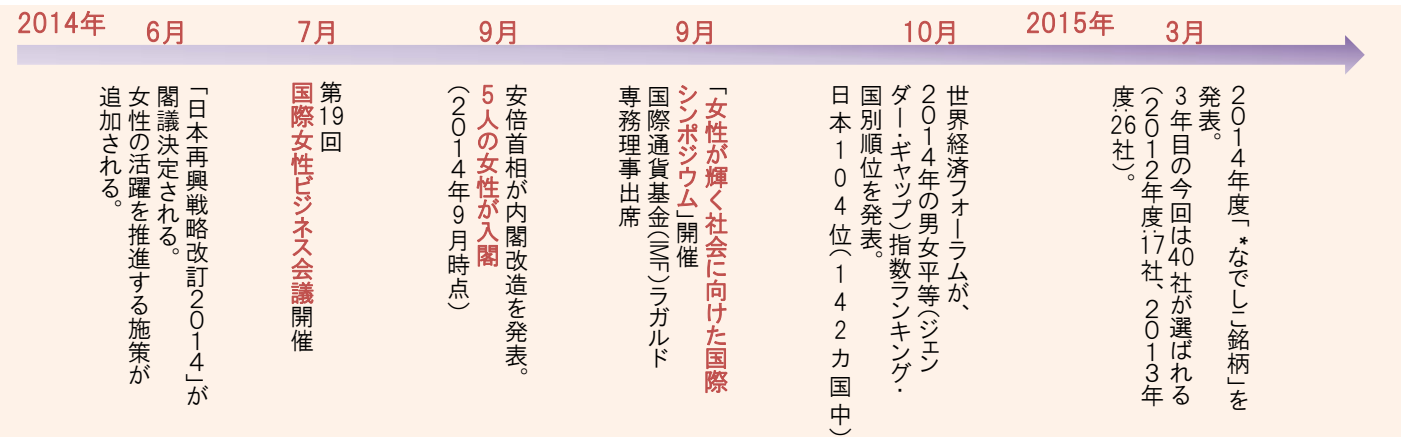 2014年
6月
「日本再興戦略改訂2014」が
閣議決定される。
女性の活躍を推進する施策が
追加される。
7月
第19回
国際女性ビジネス会議開催
9月
安倍首相が内閣改造を発表。
5人の女性が入閣
(2014年9月時点)
9月
「女性が輝く社会に向けた国際
シンポジウム」開催
国際通貨基金(IMF)ラガルド
専務理事出席
10月
世界経済フォーラムが、
2014年の男女平等(ジェン
ダー・ギャップ)指数ランキング・
国別順位を発表。
日本104位(142カ国中)
2015年
3月
2014年度「*なでしこ銘柄」を
発表。
3年目の今回は40社が選ばれる
(2012年度:17社、2013年
度:26社)。